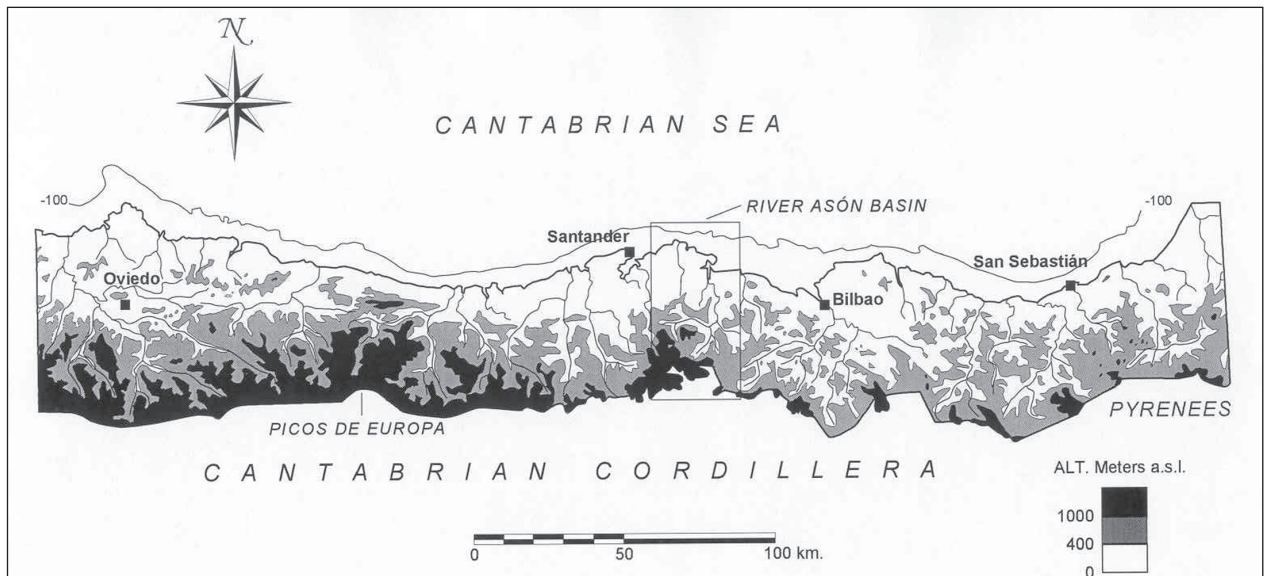 N
CANTABRIAN SEA
-100
-100
RIVER ASÓN BASIN
Santander
San Sebastián
Oviedo
Bilbao
PICOS DE EUROPA
PYRENEES
CANTABRIAN CORDILLERA
ALT. Meters a.s.l.
1000
400
0
0 50 100 km.